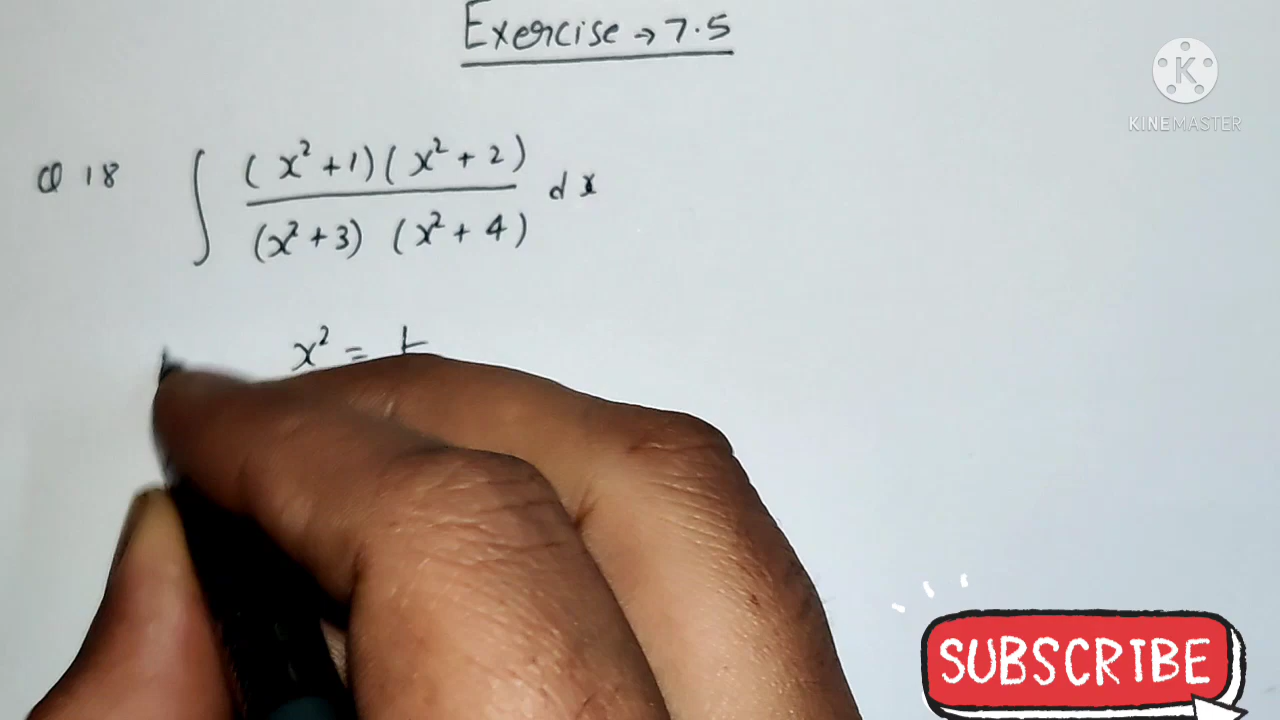 Exercise → 7.5
KINEMASTER
Q 18 ∫ (x² + 1)(x² + 2) / (x² + 3) (x² + 4) dx
x² = t
SUBSCRIBE